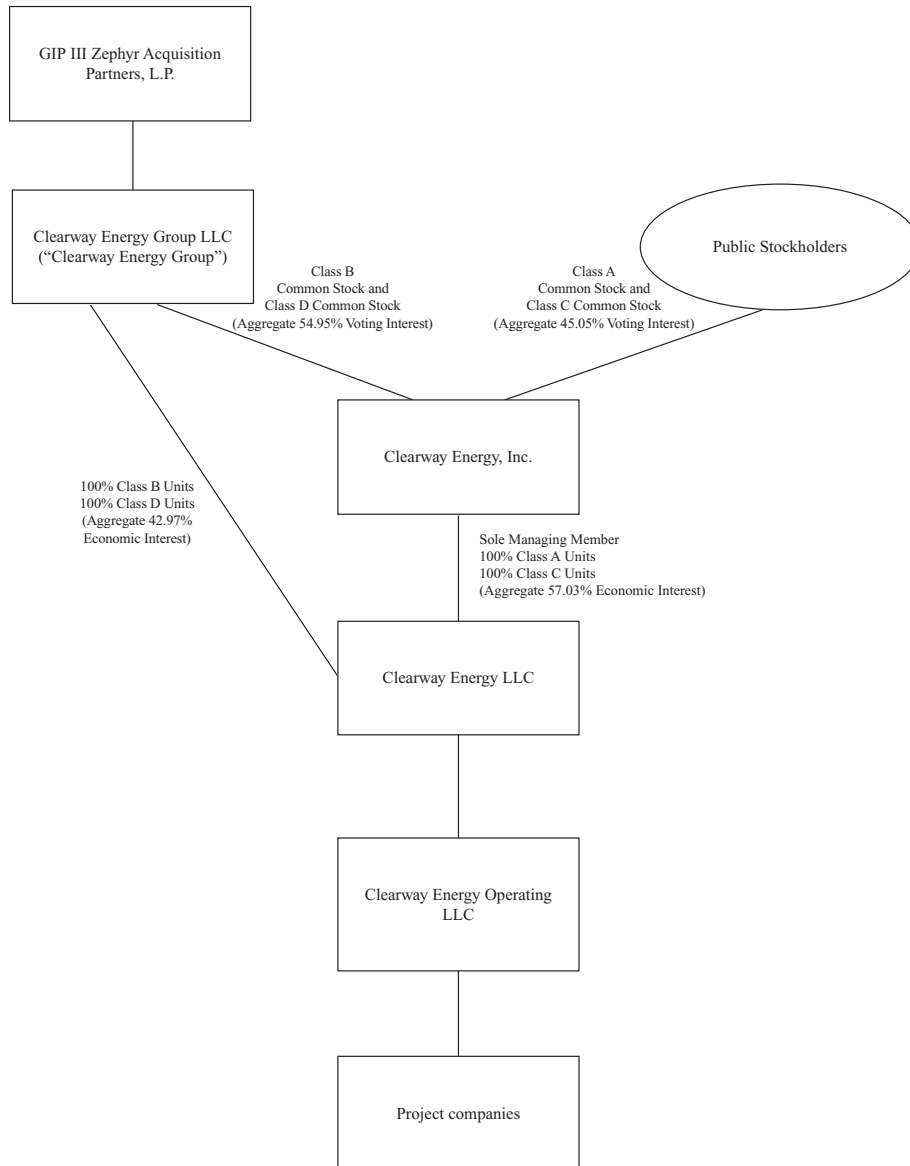 GIP III Zephyr Acquisition
Partners, L.P.
Clearway Energy Group LLC
(“Clearway Energy Group”)
Public Stockholders
Class B
Common Stock and
Class D Common Stock
(Aggregate 54.95% Voting Interest)
Class A
Common Stock and
Class C Common Stock
(Aggregate 45.05% Voting Interest)
Clearway Energy, Inc.
100% Class B Units
100% Class D Units
(Aggregate 42.97%
Economic Interest)
Sole Managing Member
100% Class A Units
100% Class C Units
(Aggregate 57.03% Economic Interest)
Clearway Energy LLC
Clearway Energy Operating
LLC
Project companies